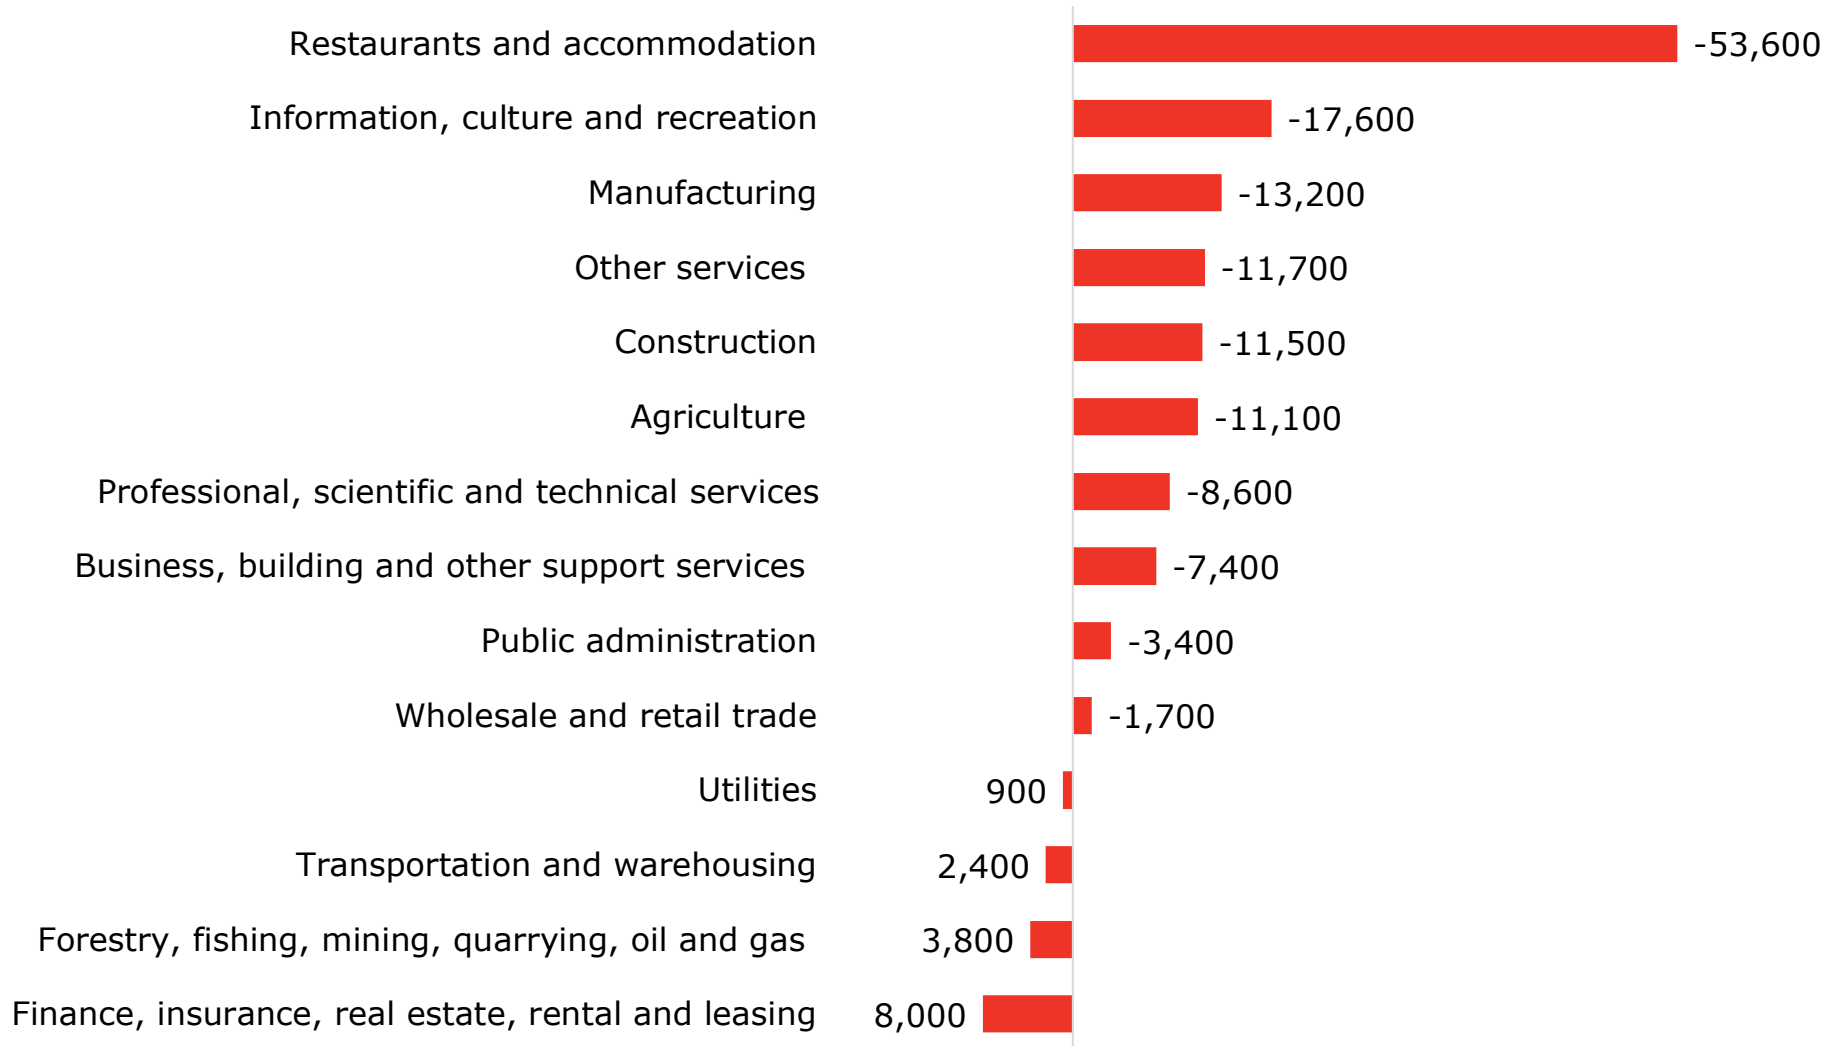 Restaurants and accommodation -53,600
Information, culture and recreation -17,600
Manufacturing -13,200
Other services -11,700
Construction -11,500
Agriculture -11,100
Professional, scientific and technical services -8,600
Business, building and other support services -7,400
Public administration -3,400
Wholesale and retail trade -1,700
Utilities 900
Transportation and warehousing 2,400
Forestry, fishing, mining, quarrying, oil and gas 3,800
Finance, insurance, real estate, rental and leasing 8,000